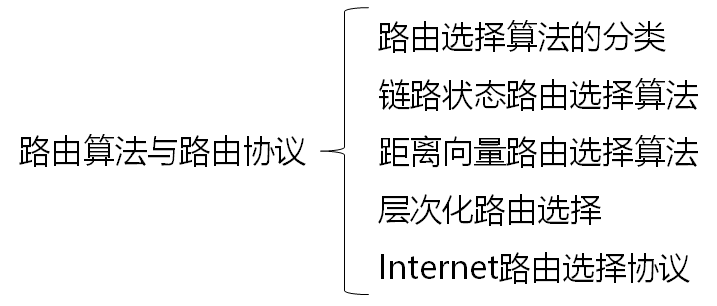 路由算法与路由协议
路由选择算法的分类
链路状态路由选择算法
距离向量路由选择算法
层次化路由选择
Internet路由选择协议